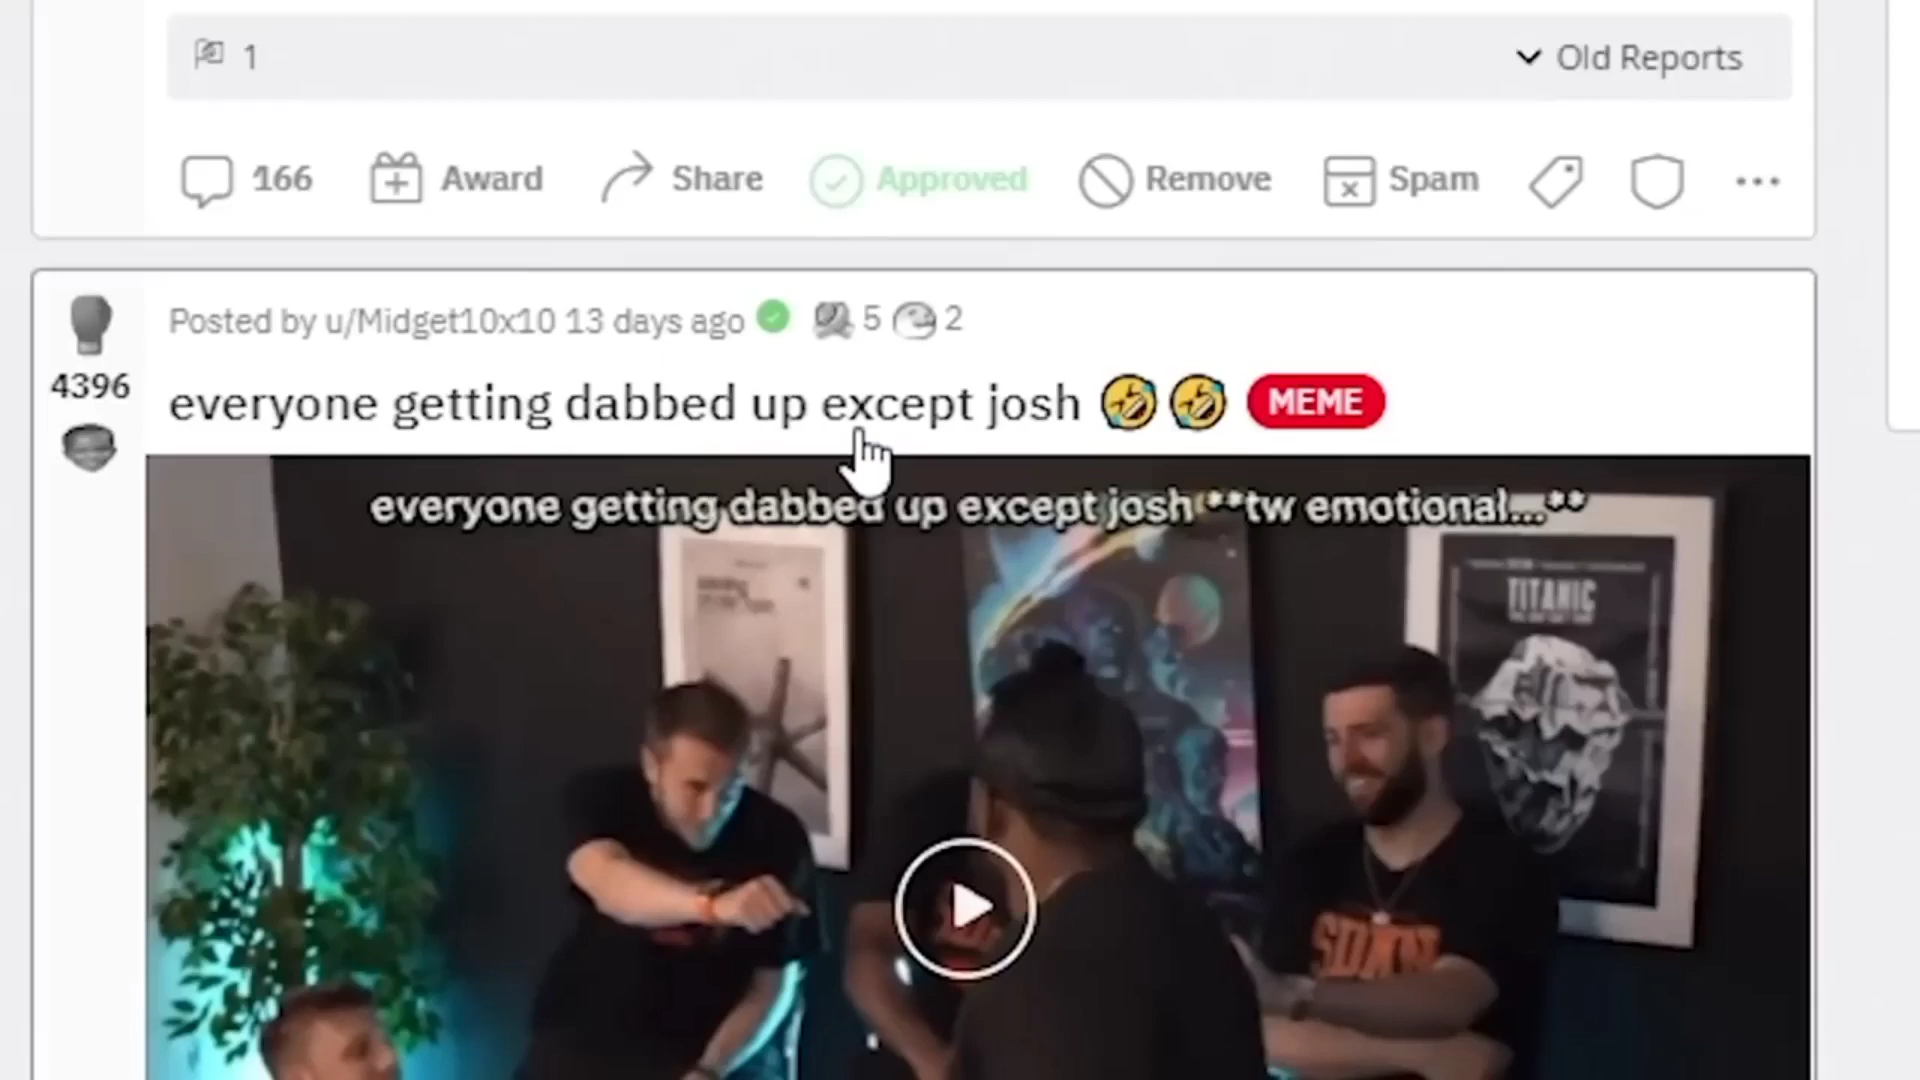 1
Old Reports
166
Award
Share
Approved
Remove
Spam
Posted by u/Midget10x10 13 days ago 5 2
4396
everyone getting dabbed up except josh 🤣 🤣 MEME
everyone getting dabbed up except josh **tw emotional...**
TITANIC
SDMN